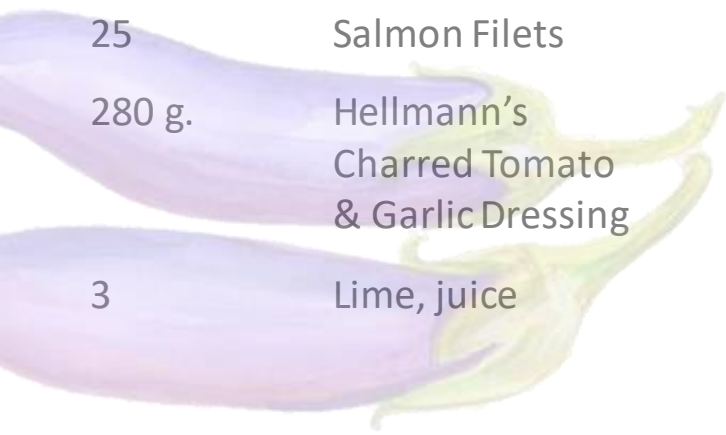 25 Salmon Filets
280 g. Hellmann’s
Charred Tomato
& Garlic Dressing
3 Lime, juice